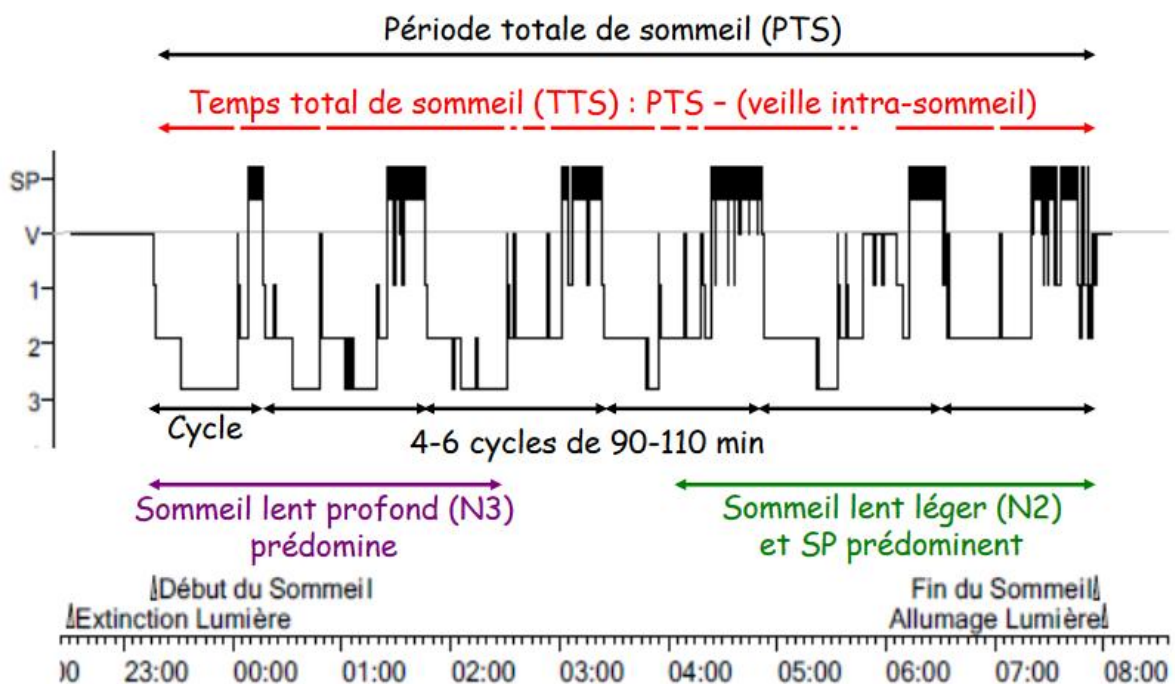 Période totale de sommeil (PTS)
Temps total de sommeil (TTS) : PTS - (veille intra-sommeil)
SP
V
1
2
3
Cycle
4-6 cycles de 90-110 min
Sommeil lent profond (N3)
prédomine
Sommeil lent léger (N2)
et SP prédominent
Début du Sommeil
Fin du Sommeil
Extinction Lumière
Allumage Lumière
00 23:00 00:00 01:00 02:00 03:00 04:00 05:00 06:00 07:00 08:00